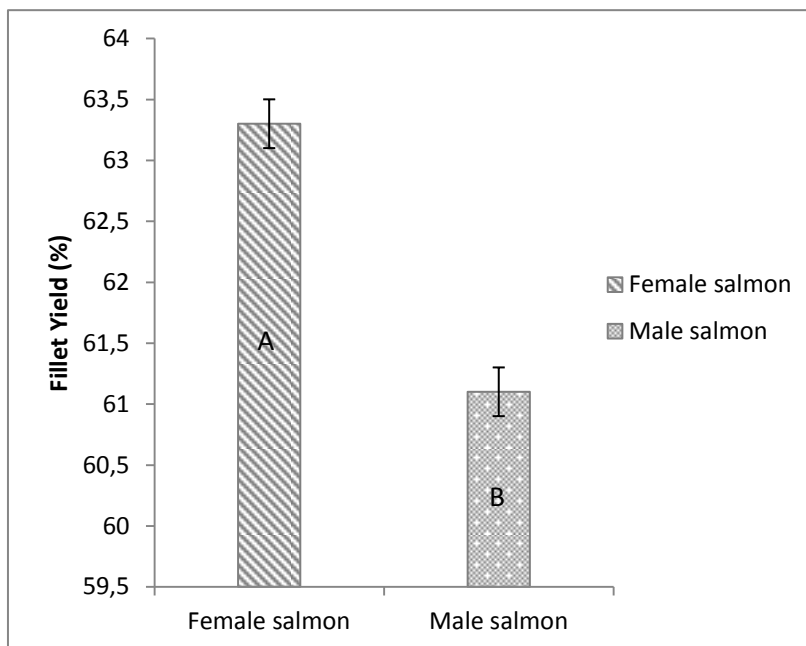 Fillet Yield (%)
64
63,5
63
62,5
62
61,5
61
60,5
60
59,5
A
B
Female salmon
Male salmon
Female salmon
Male salmon